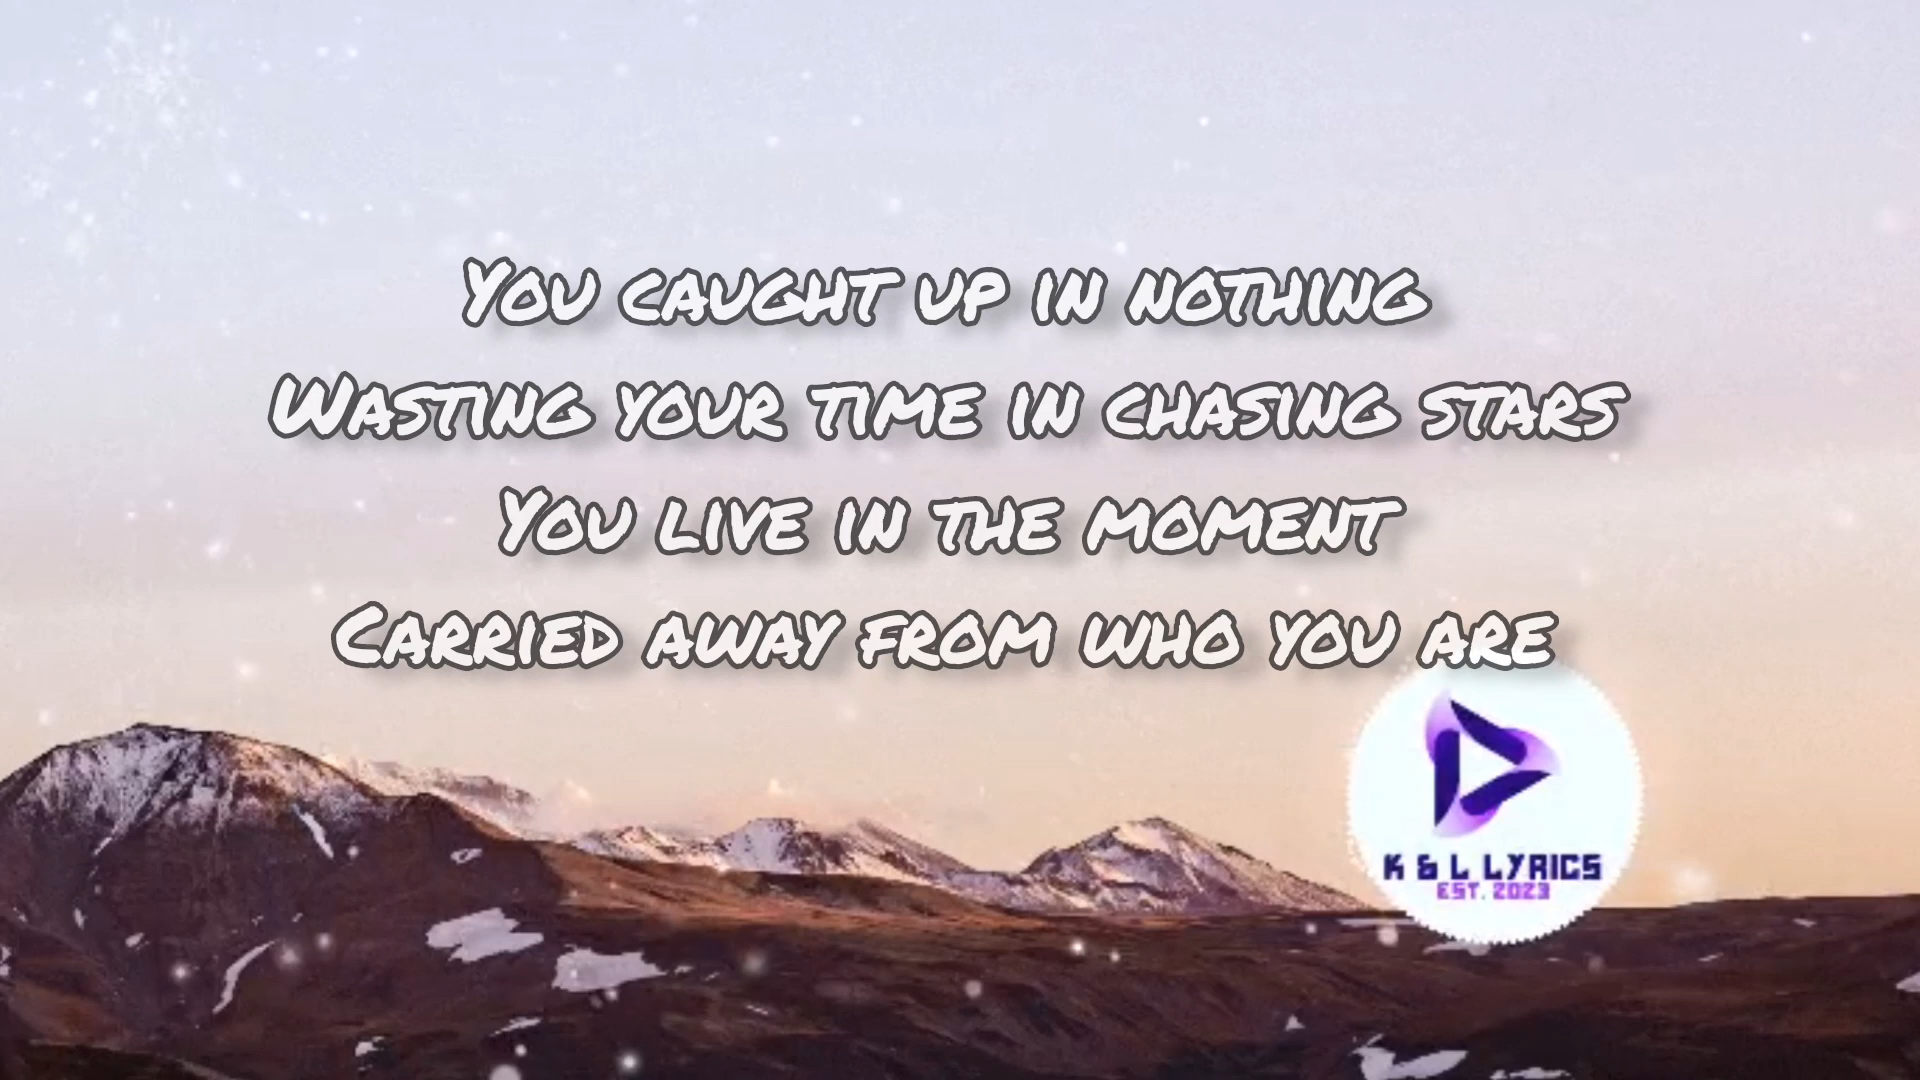 You caught up in nothing
Wasting your time in chasing stars
You live in the moment
Carried away from who you are
K & L LYRICS
EST. 2023